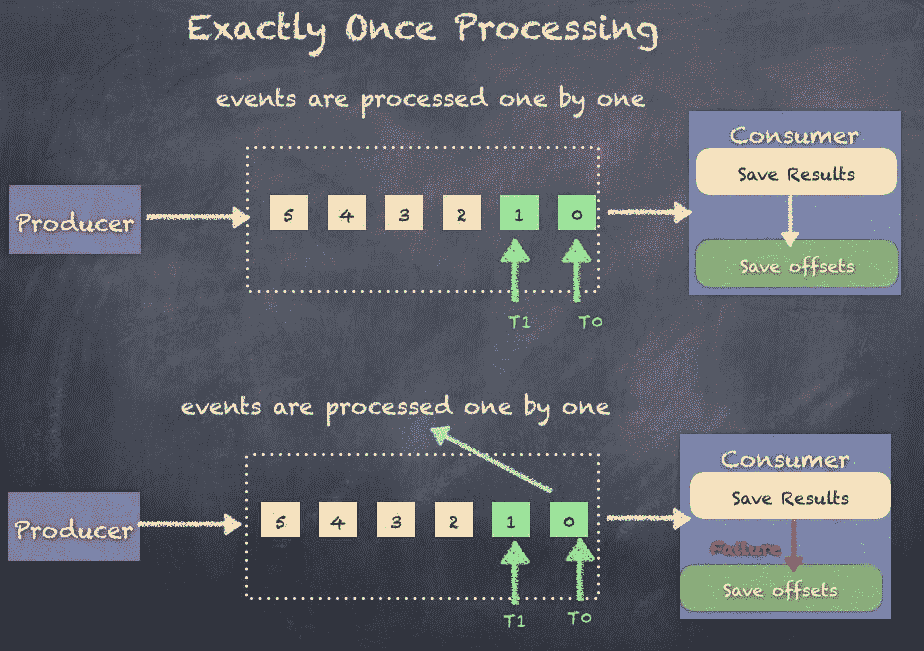 Exactly Once Processing
events are processed one by one
Producer
5 4 3 2 1 0
T1 T0
Consumer
Save Results
Save offsets
events are processed one by one
Producer
5 4 3 2 1 0
T1 T0
Consumer
Save Results
Failure
Save offsets